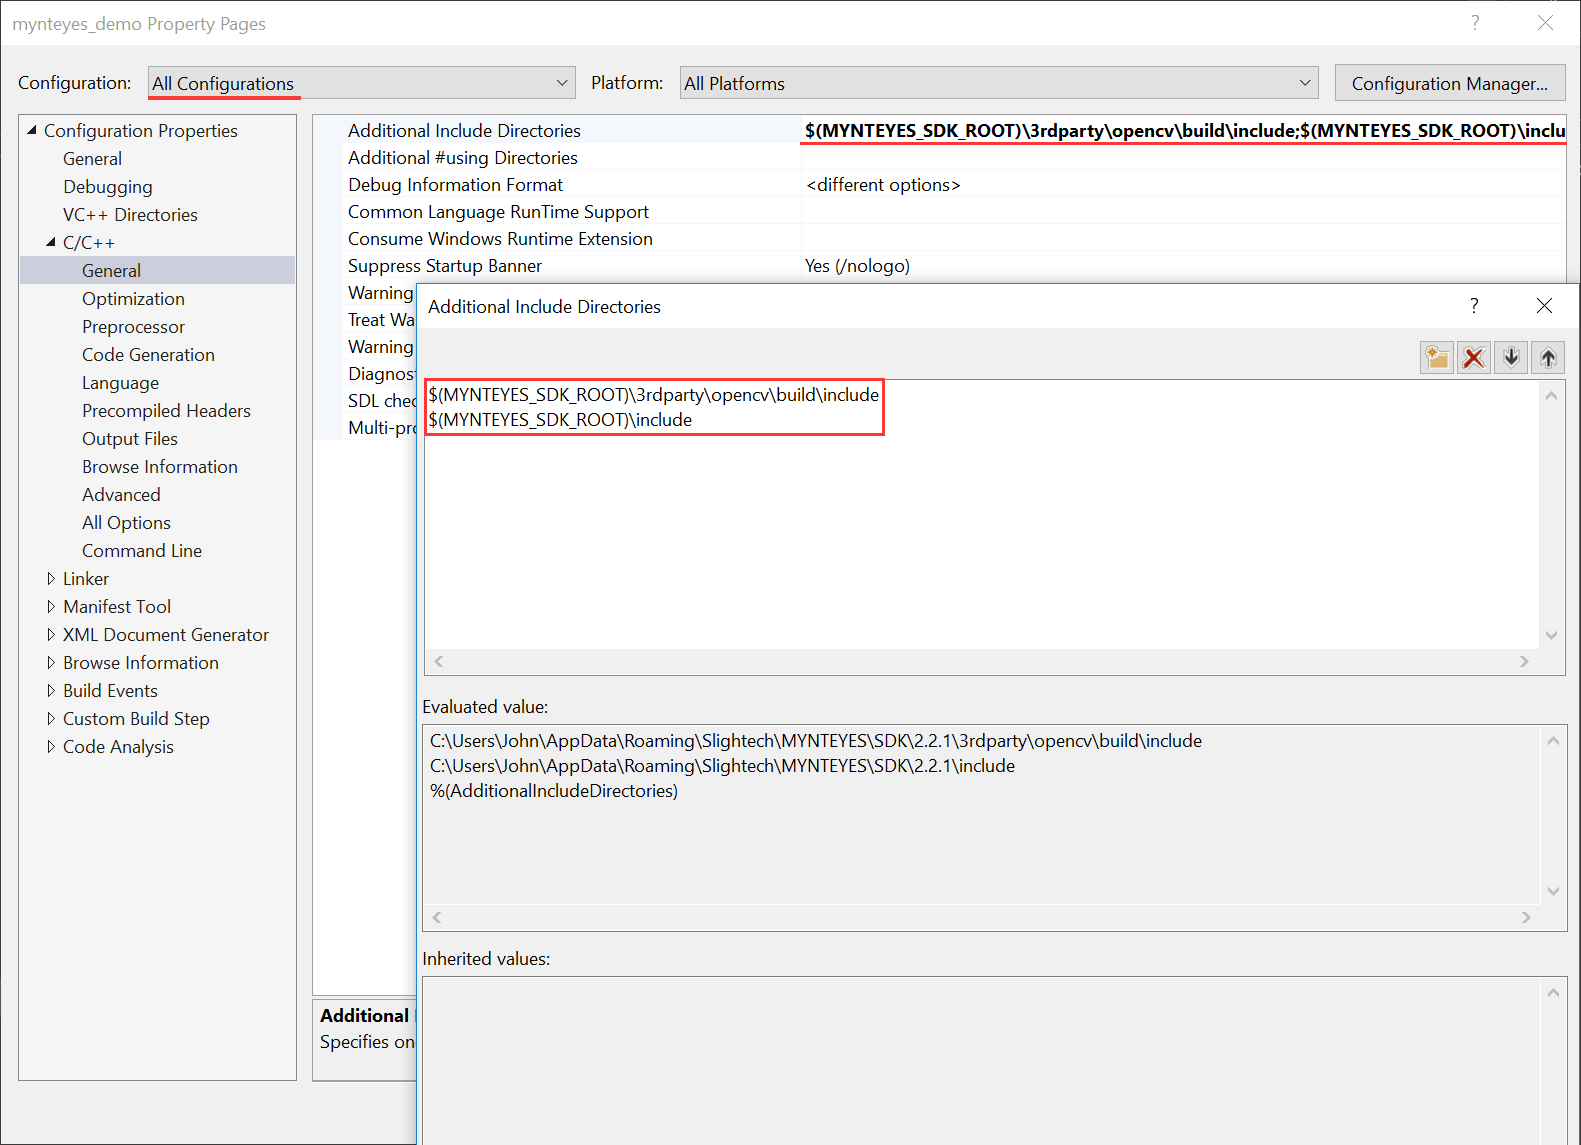 mynteyes_demo Property Pages
Configuration: All Configurations Platform: All Platforms Configuration Manager...
Configuration Properties
General
Debugging
VC++ Directories
C/C++
General
Optimization
Preprocessor
Code Generation
Language
Precompiled Headers
Output Files
Browse Information
Advanced
All Options
Command Line
Linker
Manifest Tool
XML Document Generator
Browse Information
Build Events
Custom Build Step
Code Analysis
Additional Include Directories $(MYNTEYES_SDK_ROOT)\3rdparty\opencv\build\include;$(MYNTEYES_SDK_ROOT)\inclu
Additional #using Directories
Debug Information Format <different options>
Common Language RunTime Support
Consume Windows Runtime Extension
Suppress Startup Banner Yes (/nologo)
Warning
Treat Wa
Warning
Diagnos
SDL chec
Multi-pro
Additional
Specifies on
Additional Include Directories
$(MYNTEYES_SDK_ROOT)\3rdparty\opencv\build\include
$(MYNTEYES_SDK_ROOT)\include
Evaluated value:
C:\Users\John\AppData\Roaming\Slightech\MYNTEYES\SDK\2.2.1\3rdparty\opencv\build\include
C:\Users\John\AppData\Roaming\Slightech\MYNTEYES\SDK\2.2.1\include
%(AdditionalIncludeDirectories)
Inherited values: